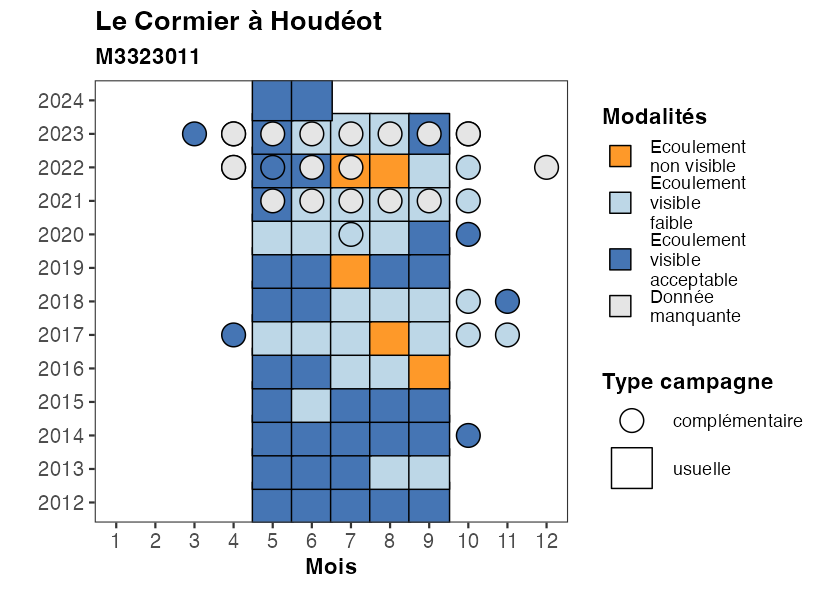 Le Cormier à Houdéot
M3323011
2024
2023
2022
2021
2020
2019
2018
2017
2016
2015
2014
2013
2012
1 2 3 4 5 6 7 8 9 10 11 12
Mois
Modalités
Ecoulement
non visible
Ecoulement
visible
faible
Ecoulement
visible
acceptable
Donnée
manquante
Type campagne
complémentaire
usuelle